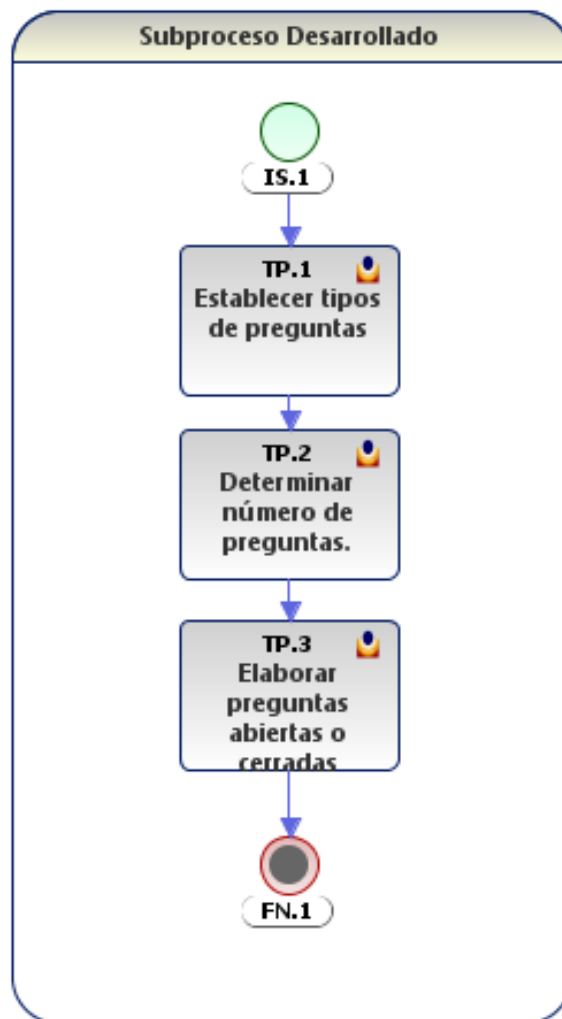 Subproceso Desarrollado
IS.1
TP.1
Establecer tipos
de preguntas
TP.2
Determinar
número de
preguntas.
TP.3
Elaborar
preguntas
abiertas o
cerradas
FN.1